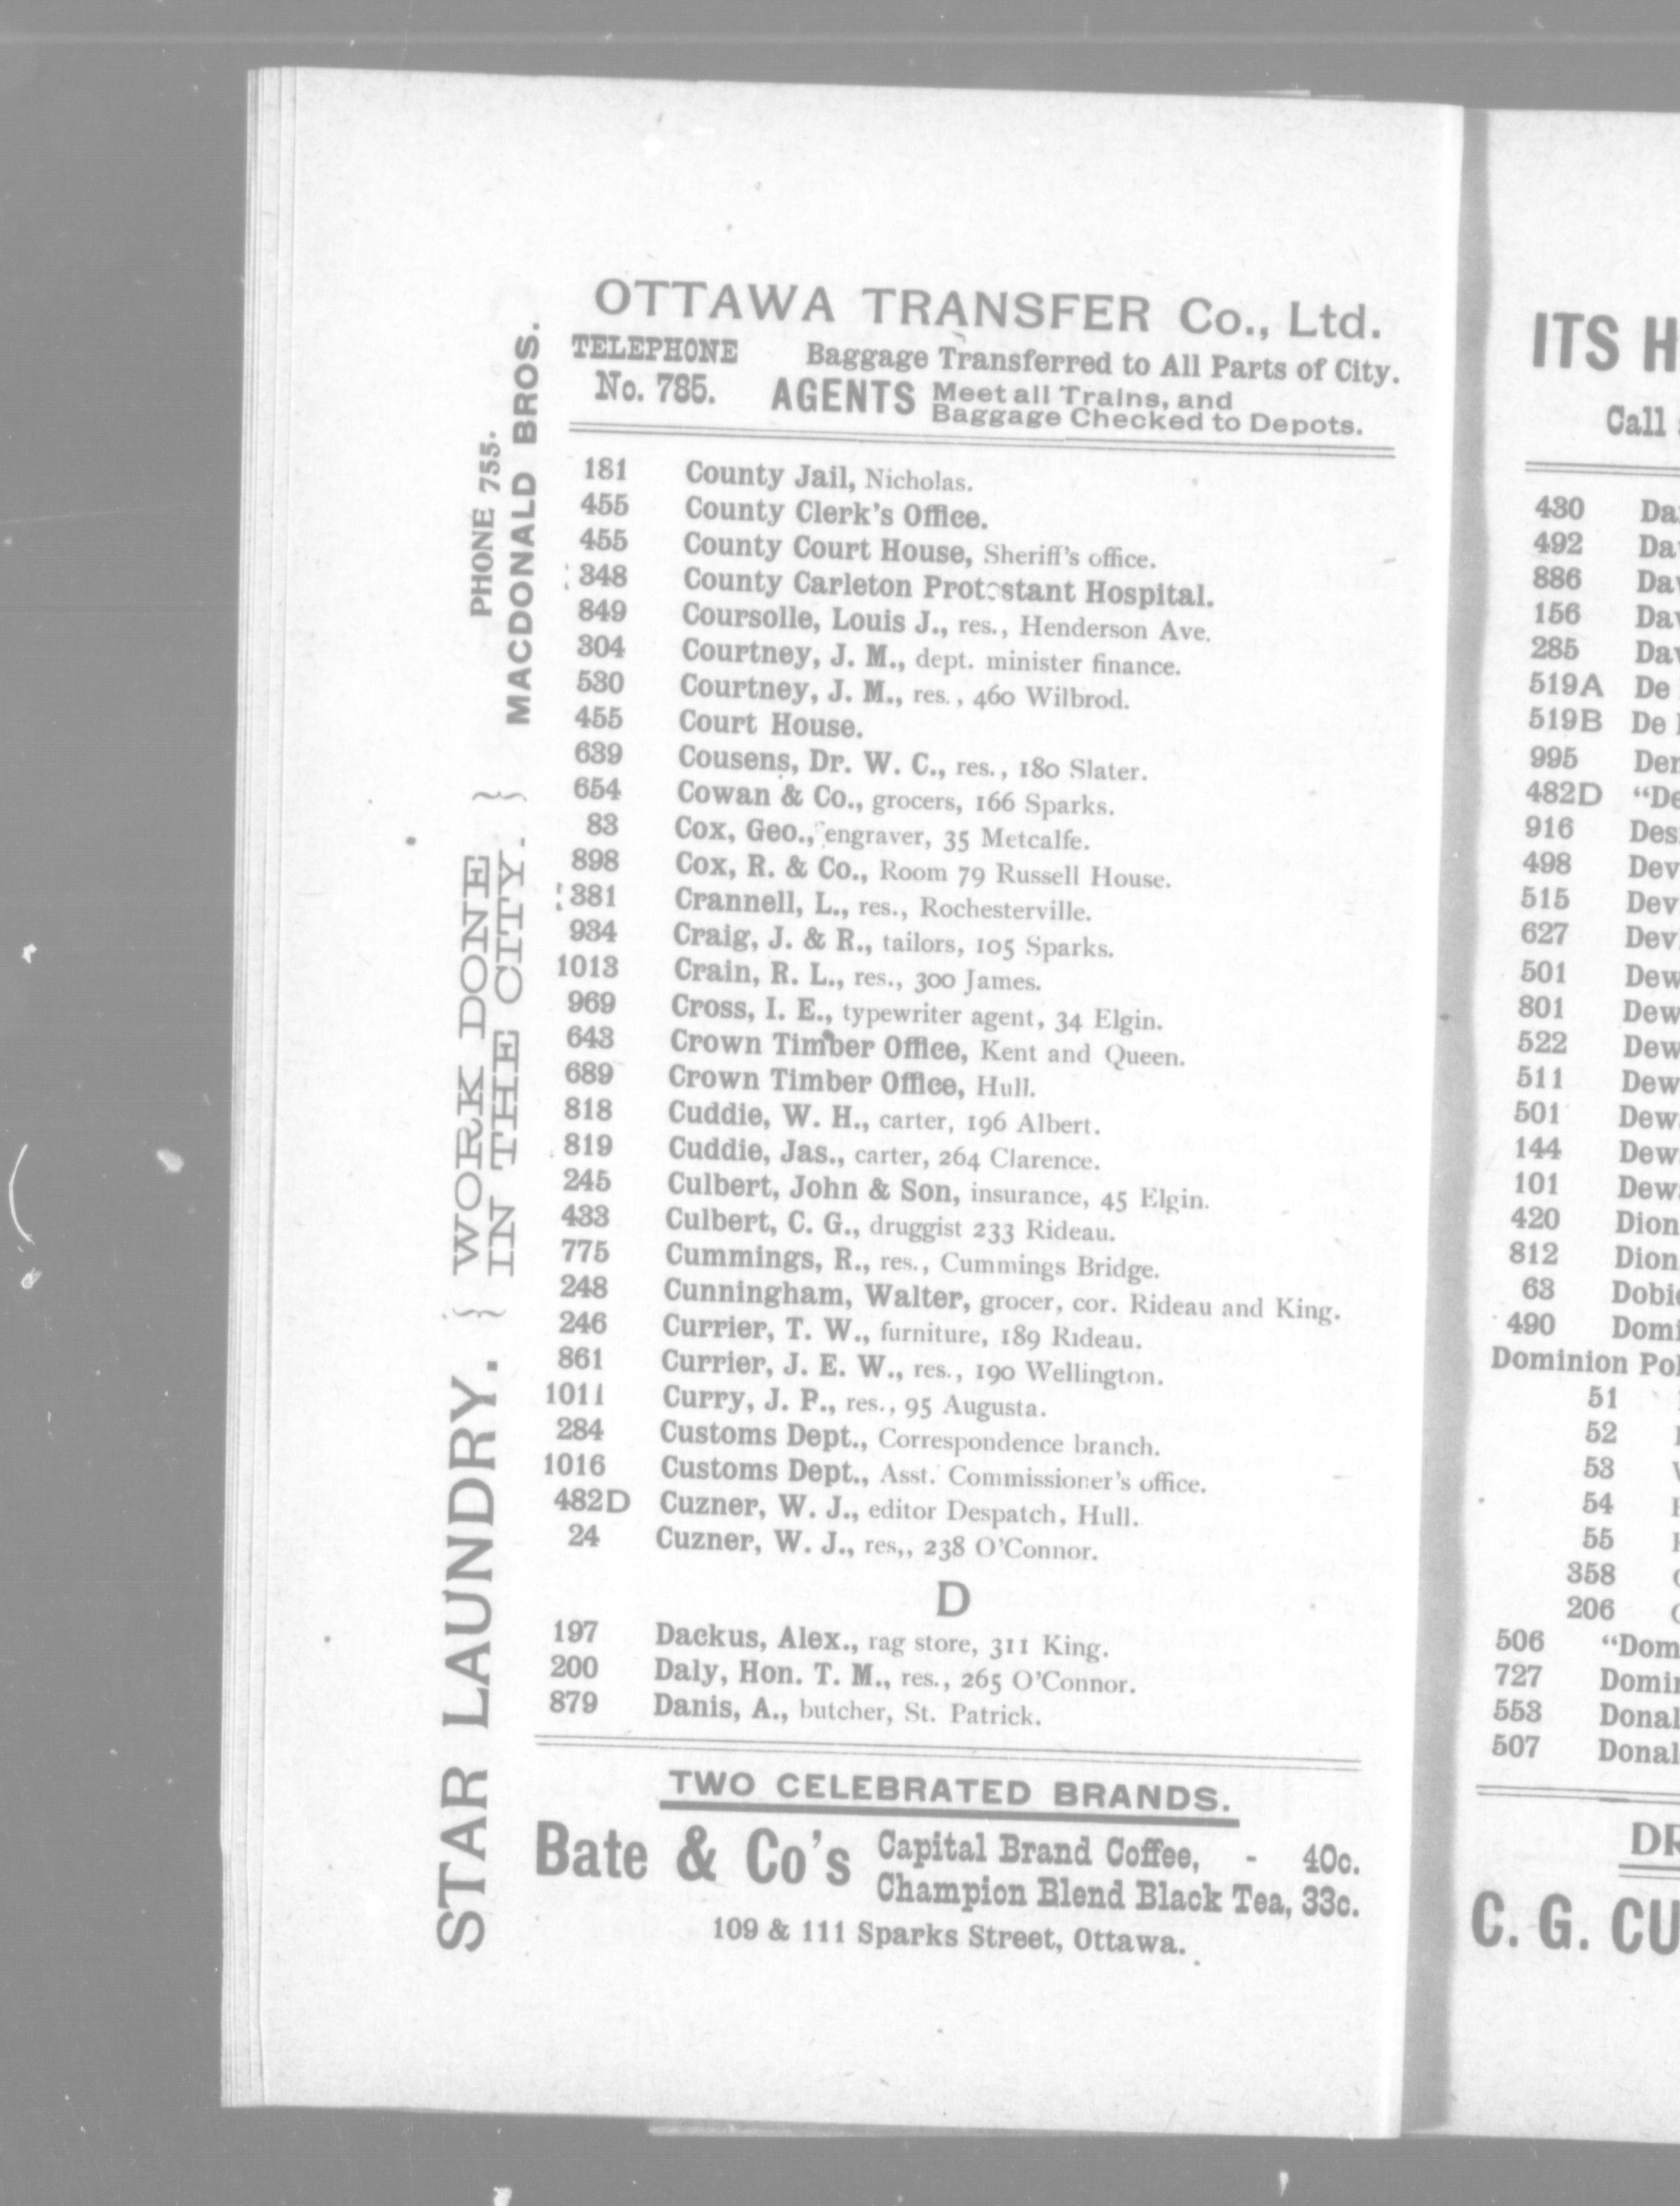 OTTAWA TRANSFER Co., Ltd.
TELEPHONE
No. 785.
Baggage Transferred to All Parts of City.
AGENTS Meet all Trains, and
Baggage Checked to Depots.
181 County Jail, Nicholas.
455 County Clerk's Office.
455 County Court House, Sheriff's office.
348 County Carleton Protestant Hospital.
849 Coursolle, Louis J., res., Henderson Ave.
304 Courtney, J. M., dept. minister finance.
530 Courtney, J. M., res., 460 Wilbrod.
455 Court House.
639 Cousens, Dr. W. C., res., 180 Slater.
654 Cowan & Co., grocers, 166 Sparks.
83 Cox, Geo., engraver, 35 Metcalfe.
898 Cox, R. & Co., Room 79 Russell House.
381 Crannell, L., res., Rochesterville.
934 Craig, J. & R., tailors, 105 Sparks.
1013 Crain, R. L., res., 300 James.
969 Cross, I. E., typewriter agent, 34 Elgin.
643 Crown Timber Office, Kent and Queen.
689 Crown Timber Office, Hull.
818 Cuddie, W. H., carter, 196 Albert.
819 Cuddie, Jas., carter, 264 Clarence.
245 Culbert, John & Son, insurance, 45 Elgin.
433 Culbert, C. G., druggist 233 Rideau.
775 Cummings, R., res., Cummings Bridge.
248 Cunningham, Walter, grocer, cor. Rideau and King.
246 Currier, T. W., furniture, 189 Rideau.
861 Currier, J. E. W., res., 190 Wellington.
1011 Curry, J. P., res., 95 Augusta.
284 Customs Dept., Correspondence branch.
1016 Customs Dept., Asst. Commissioner's office.
482D Cuzner, W. J., editor Despatch, Hull.
24 Cuzner, W. J., res,, 238 O'Connor.
D
197 Dackus, Alex., rag store, 311 King.
200 Daly, Hon. T. M., res., 265 O'Connor.
879 Danis, A., butcher, St. Patrick.
TWO CELEBRATED BRANDS.
Bate & Co's Capital Brand Coffee, - 40c.
Champion Blend Black Tea, 33c.
109 & 111 Sparks Street, Ottawa.
STAR LAUNDRY. { WORK DONE
IN THE CITY. } PHONE 755.
MACDONALD BROS.
ITS
Call
430
492
886
156
285
519A De
519B De
995
482D
916
498
515
627
501
801
522
511
501
144
101
420
812
63
490
Dominion
51
52
53
54
55
358
206
506
727
553
507
C. G.